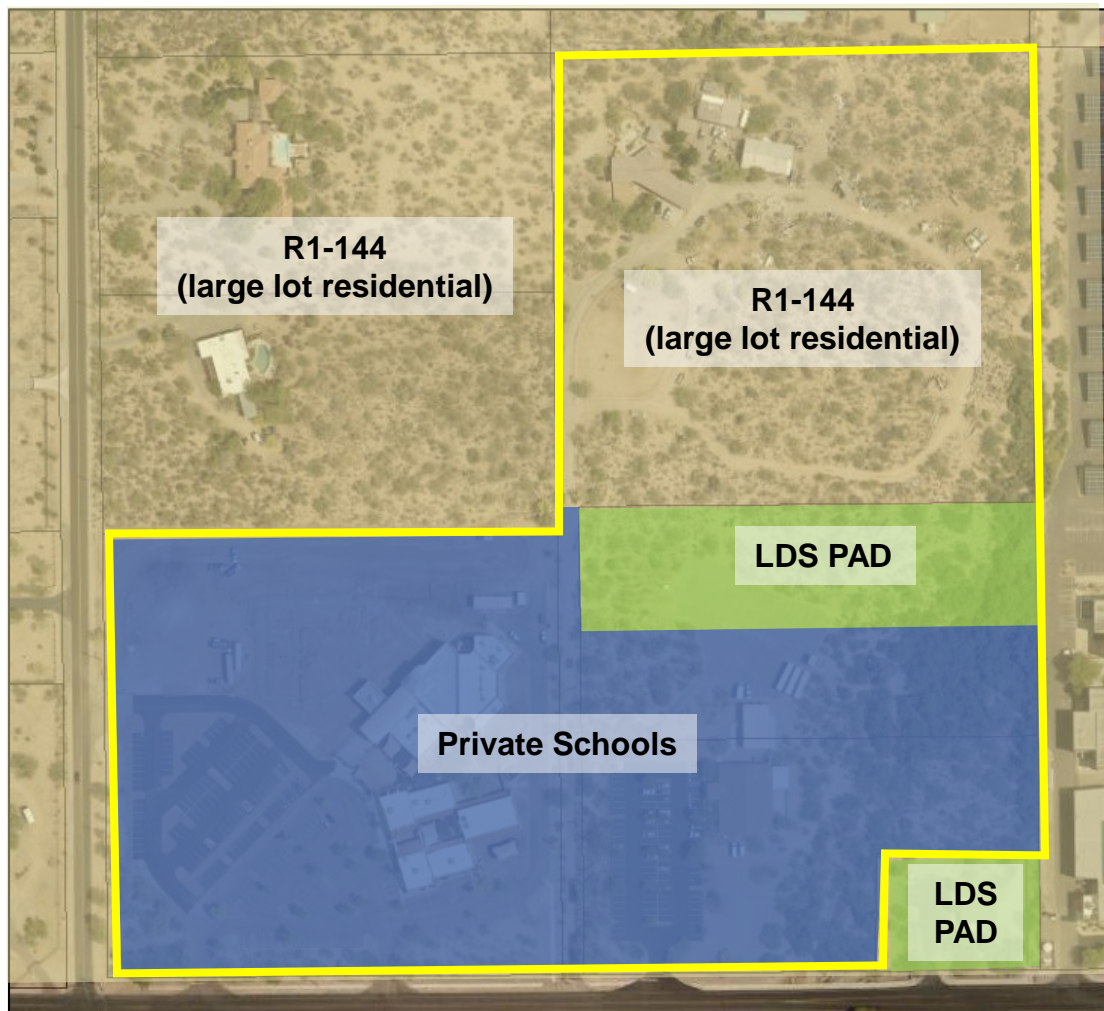 R1-144
(large lot residential)
R1-144
(large lot residential)
LDS PAD
Private Schools
LDS
PAD